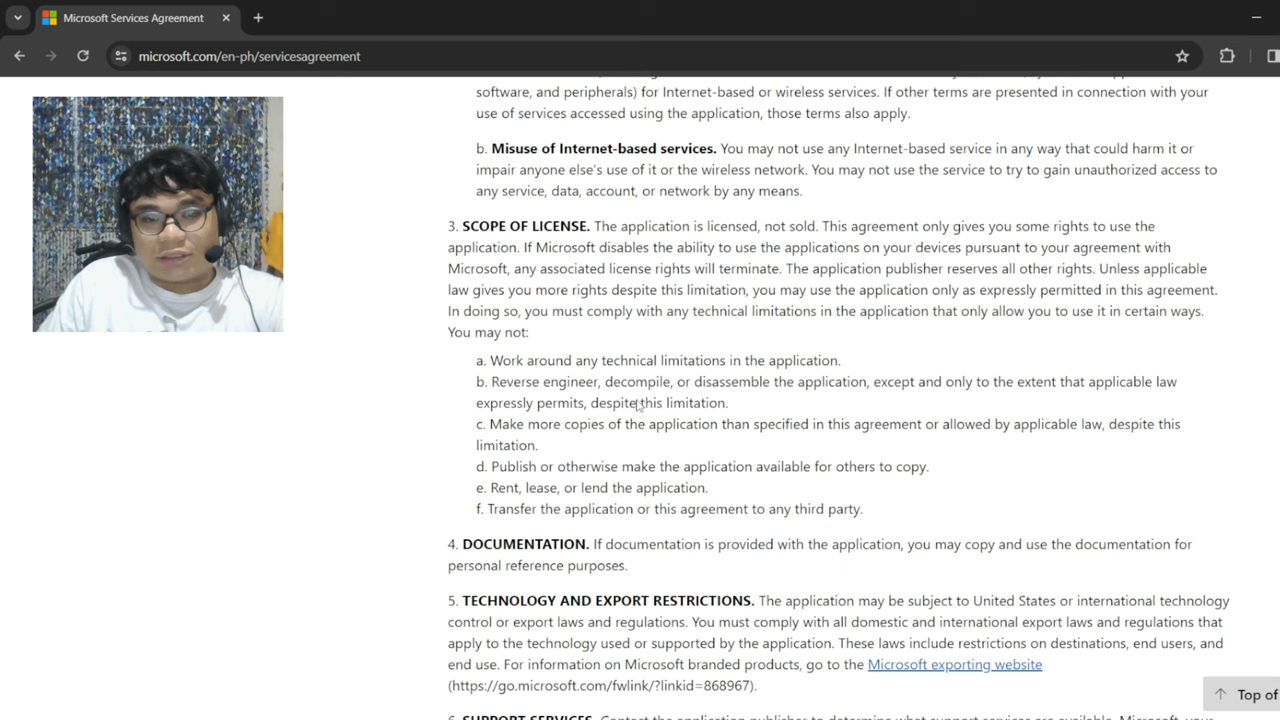 Microsoft Services Agreement
microsoft.com/en-ph/servicesagreement
software, and peripherals) for Internet-based or wireless services. If other terms are presented in connection with your
use of services accessed using the application, those terms also apply.
b. Misuse of Internet-based services. You may not use any Internet-based service in any way that could harm it or
impair anyone else's use of it or the wireless network. You may not use the service to try to gain unauthorized access to
any service, data, account, or network by any means.
3. SCOPE OF LICENSE. The application is licensed, not sold. This agreement only gives you some rights to use the
application. If Microsoft disables the ability to use the applications on your devices pursuant to your agreement with
Microsoft, any associated license rights will terminate. The application publisher reserves all other rights. Unless applicable
law gives you more rights despite this limitation, you may use the application only as expressly permitted in this agreement.
In doing so, you must comply with any technical limitations in the application that only allow you to use it in certain ways.
You may not:
a. Work around any technical limitations in the application.
b. Reverse engineer, decompile, or disassemble the application, except and only to the extent that applicable law
expressly permits, despite this limitation.
c. Make more copies of the application than specified in this agreement or allowed by applicable law, despite this
limitation.
d. Publish or otherwise make the application available for others to copy.
e. Rent, lease, or lend the application.
f. Transfer the application or this agreement to any third party.
4. DOCUMENTATION. If documentation is provided with the application, you may copy and use the documentation for
personal reference purposes.
5. TECHNOLOGY AND EXPORT RESTRICTIONS. The application may be subject to United States or international technology
control or export laws and regulations. You must comply with all domestic and international export laws and regulations that
apply to the technology used or supported by the application. These laws include restrictions on destinations, end users, and
end use. For information on Microsoft branded products, go to the Microsoft exporting website
(https://go.microsoft.com/fwlink/?linkid=868967).
Top of
6. SUPPORT SERVICES. Contact the application publisher to determine what support services are available. Microsoft, your